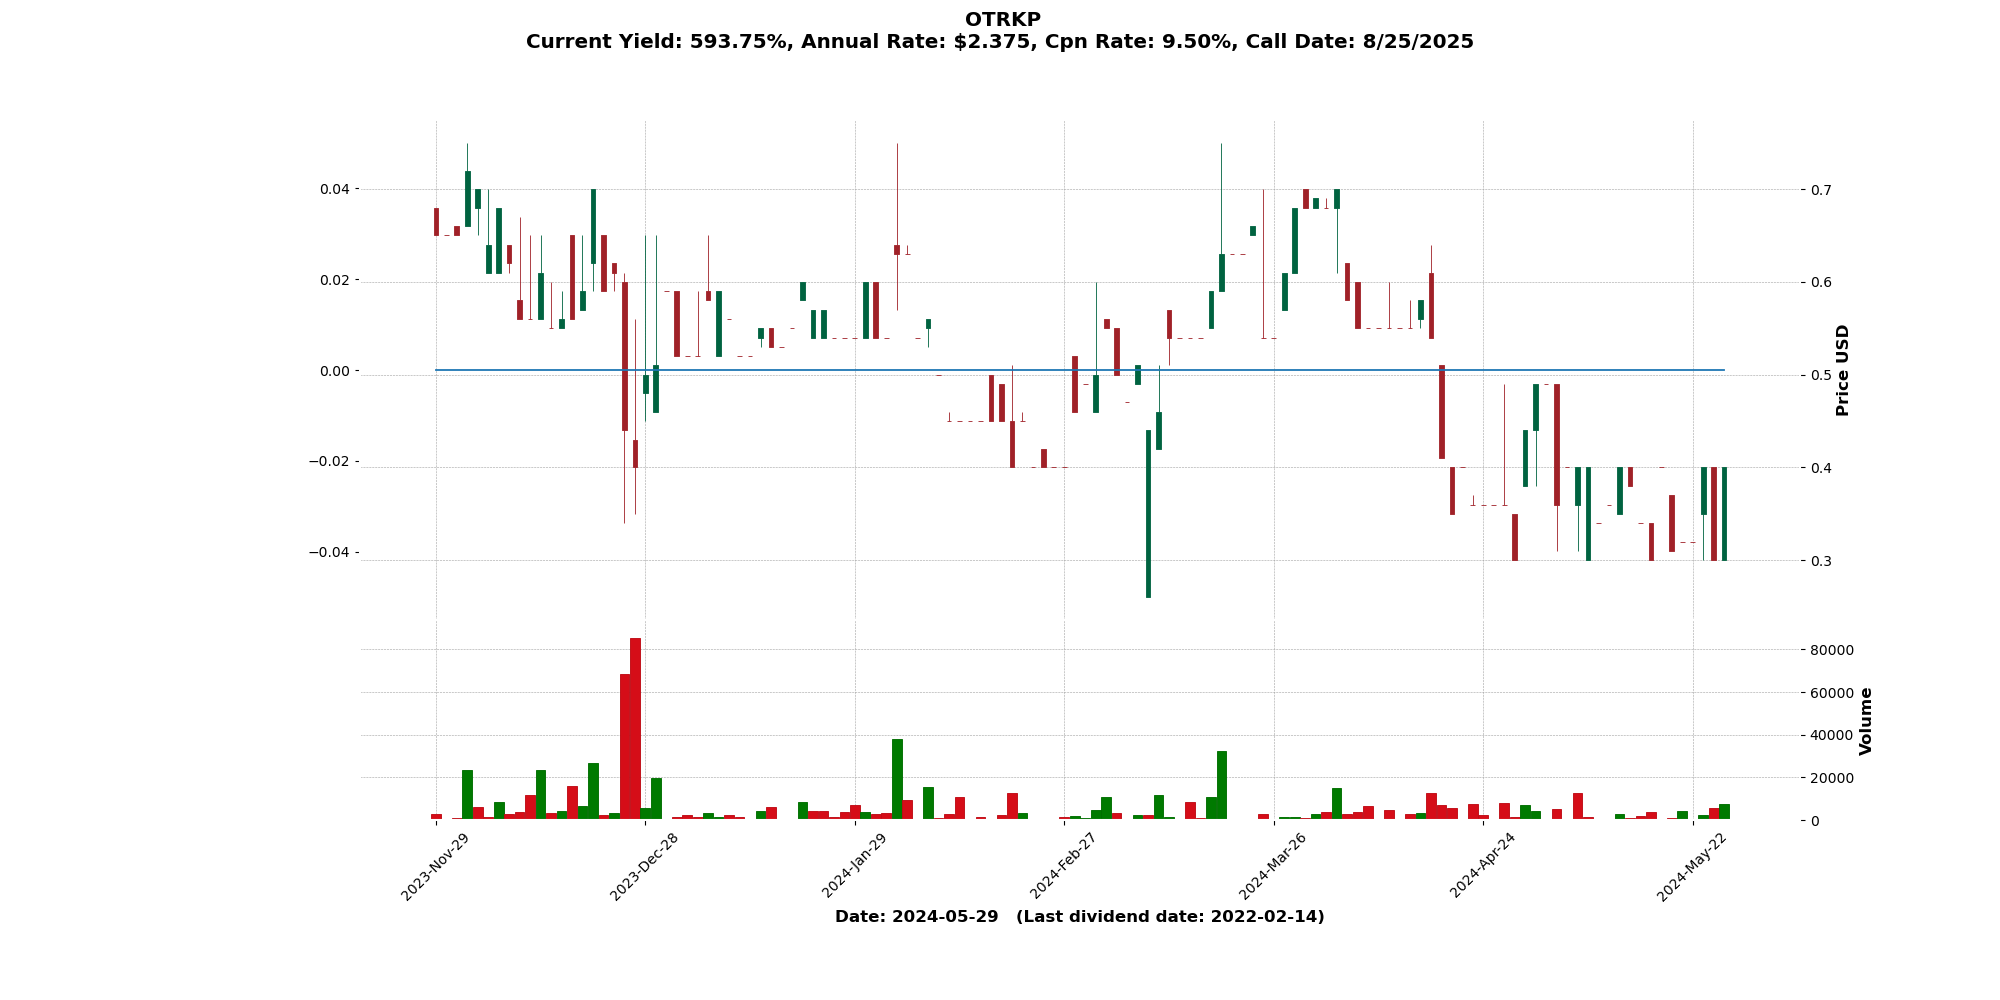 OTRKP
Current Yield: 593.75%, Annual Rate: $2.375, Cpn Rate: 9.50%, Call Date: 8/25/2025
0.04
0.02
0.00
−0.02
−0.04
0.7
0.6
0.5
0.4
0.3
Price USD
80000
60000
40000
20000
0
Volume
2023-Nov-29
2023-Dec-28
2024-Jan-29
2024-Feb-27
2024-Mar-26
2024-Apr-24
2024-May-22
Date: 2024-05-29 (Last dividend date: 2022-02-14)